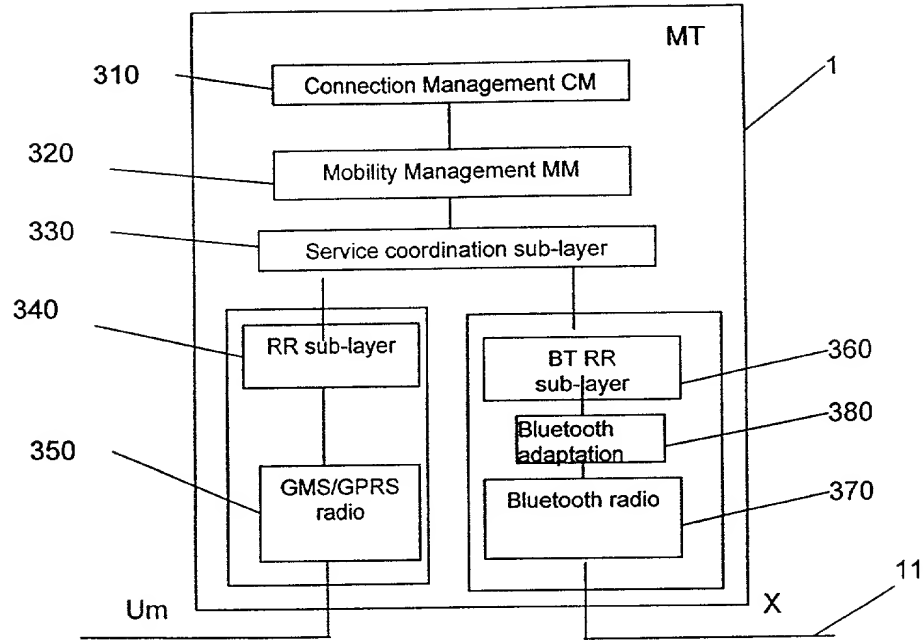 MT
310
Connection Management CM
1
320
Mobility Management MM
330
Service coordination sub-layer
340
RR sub-layer
BT RR
sub-layer
360
Bluetooth
adaptation
380
350
GMS/GPRS
radio
Bluetooth radio
370
Um
X
11